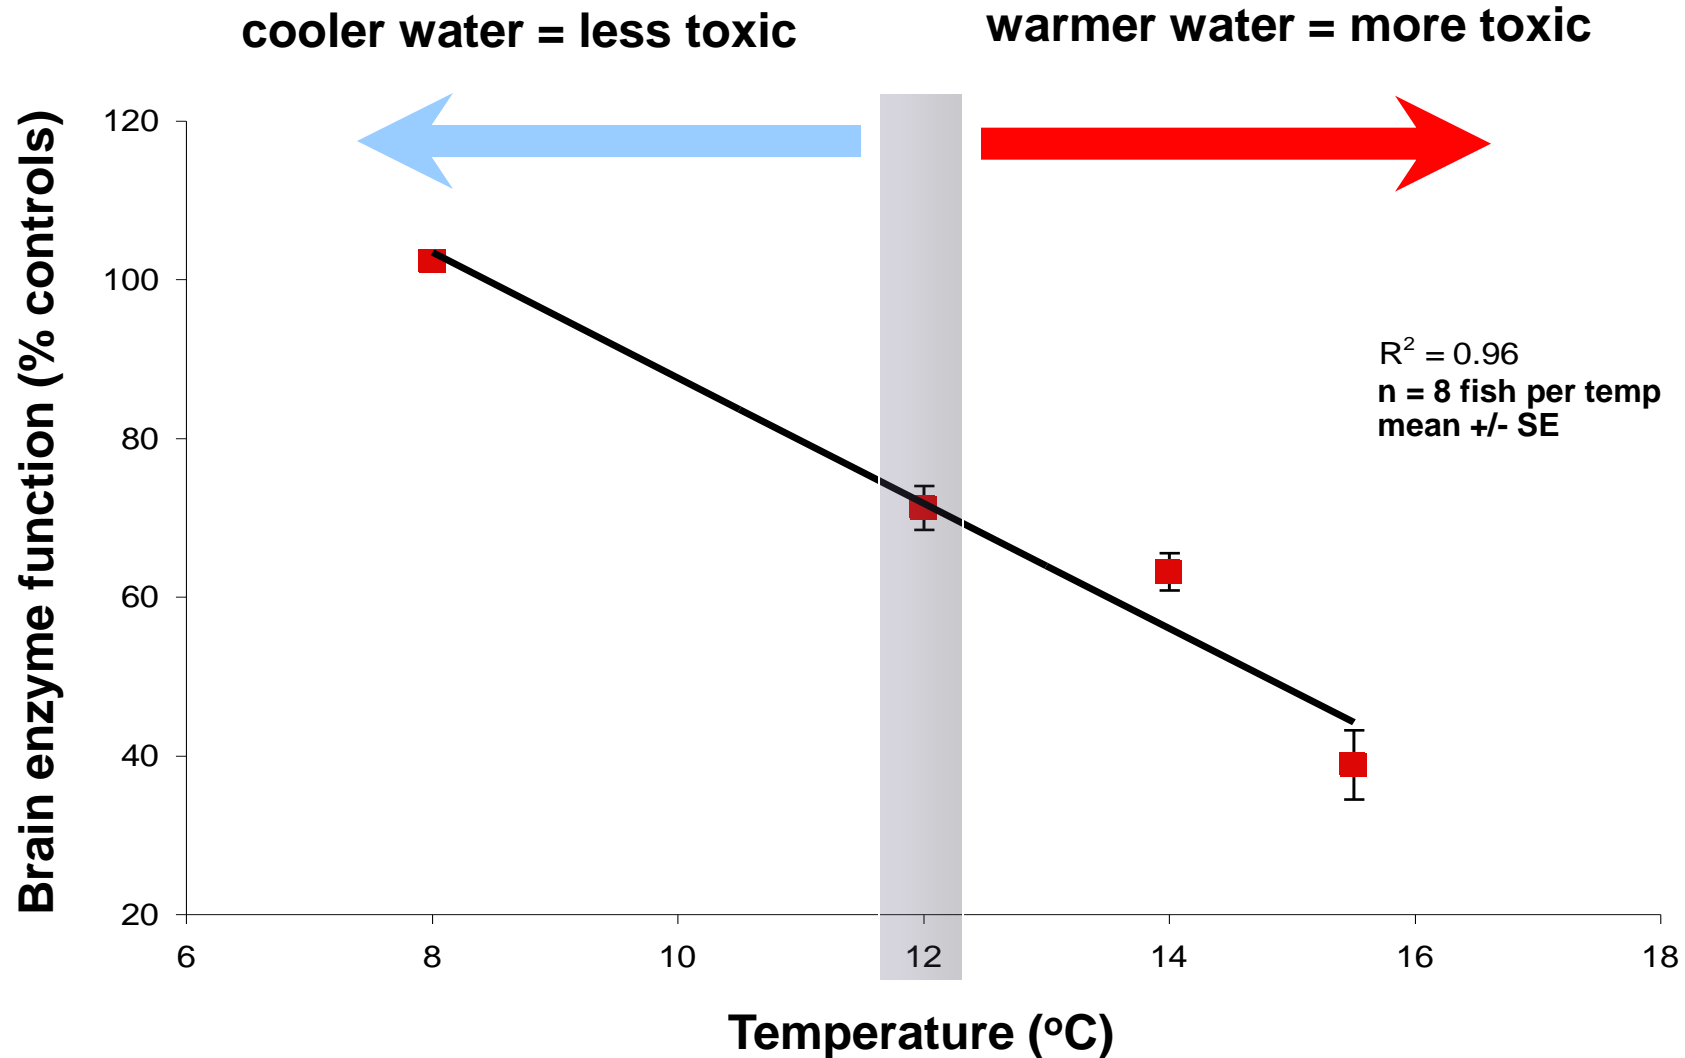 cooler water = less toxic
warmer water = more toxic
Brain enzyme function (% controls)
120
100
80
60
40
20
R² = 0.96
n = 8 fish per temp
mean +/- SE
6 8 10 12 14 16 18
Temperature (ºC)